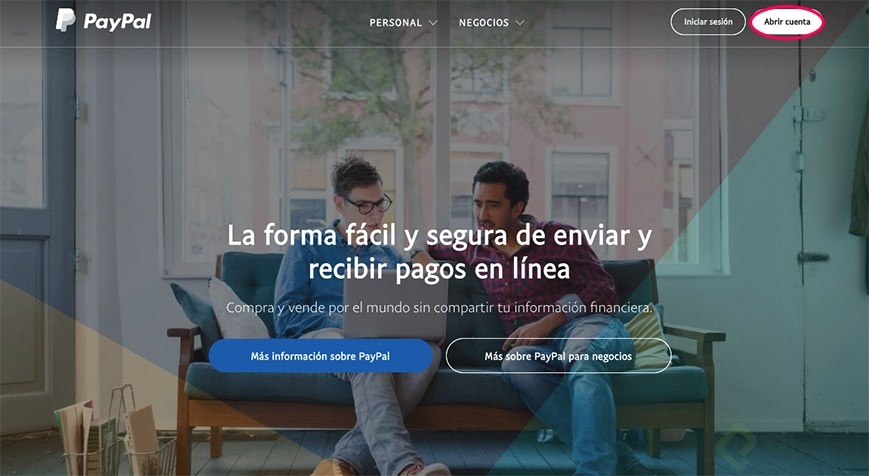 PayPal
PERSONAL
NEGOCIOS
Iniciar sesión
Abrir cuenta
La forma fácil y segura de enviar y
recibir pagos en línea
Compra y vende por el mundo sin compartir tu información financiera.
Más información sobre PayPal
Más sobre PayPal para negocios